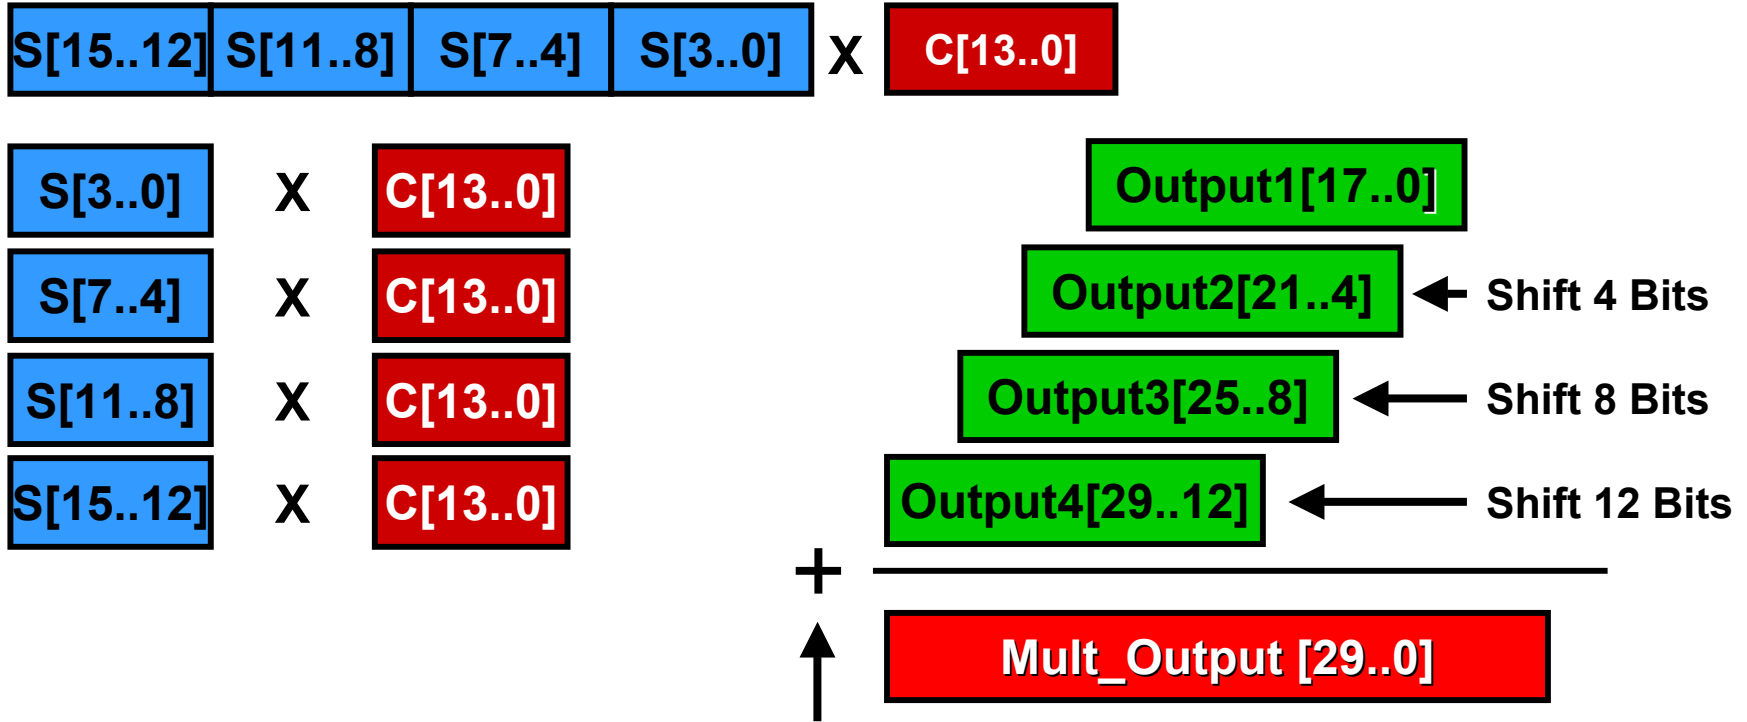 S[15..12] S[11..8] S[7..4] S[3..0] X C[13..0]
S[3..0] X C[13..0] Output1[17..0]
S[7..4] X C[13..0] Output2[21..4] Shift 4 Bits
S[11..8] X C[13..0] Output3[25..8] Shift 8 Bits
S[15..12] X C[13..0] Output4[29..12] Shift 12 Bits
+
Mult_Output [29..0]